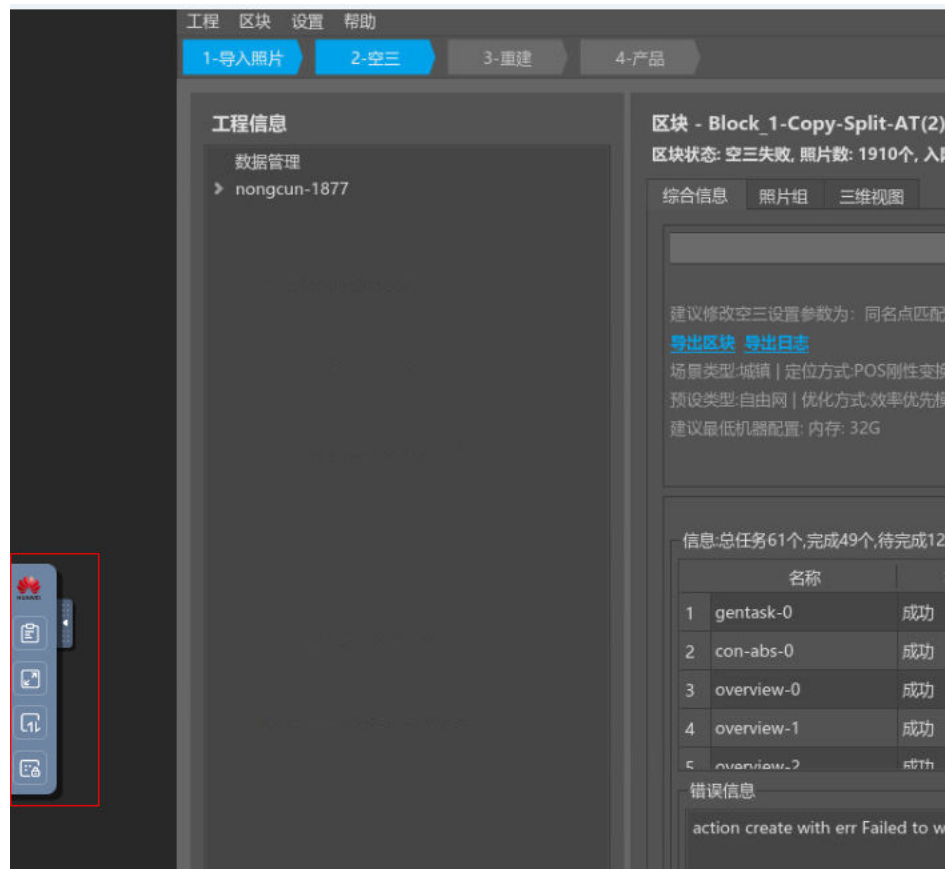 工程 区块 设置 帮助
1-导入照片 2-空三 3-重建 4-产品
工程信息
数据管理
nongcun-1877
区块 - Block_1-Copy-Split-AT(2)
区块状态: 空三失败, 照片数: 1910个, 入
综合信息 照片组 三维视图
建议修改空三设置参数为: 同名点匹配
导出区块 导出日志
场景类型:城镇 | 定位方式:POS刚性变换
预设类型:自由网 | 优化方式:效率优先
建议最低机器配置: 内存: 32G
信息:总任务61个,完成49个,待完成12
名称
1 gentask-0 成功
2 con-abs-0 成功
3 overview-0 成功
4 overview-1 成功
5 overview-2 成功
错误信息
action create with err Failed to w
HUAWEI